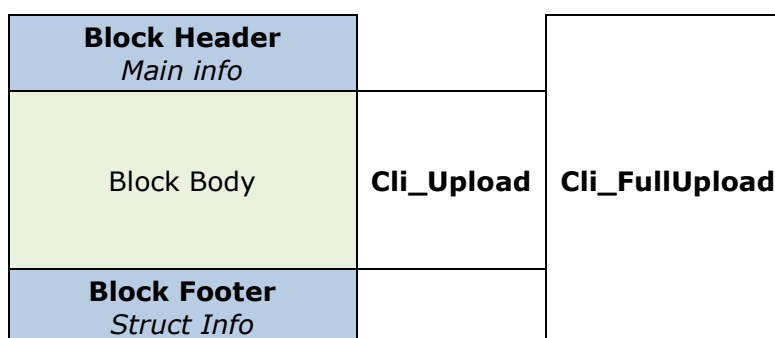 Block Header
Main info
Block Body
Cli_Upload
Cli_FullUpload
Block Footer
Struct Info